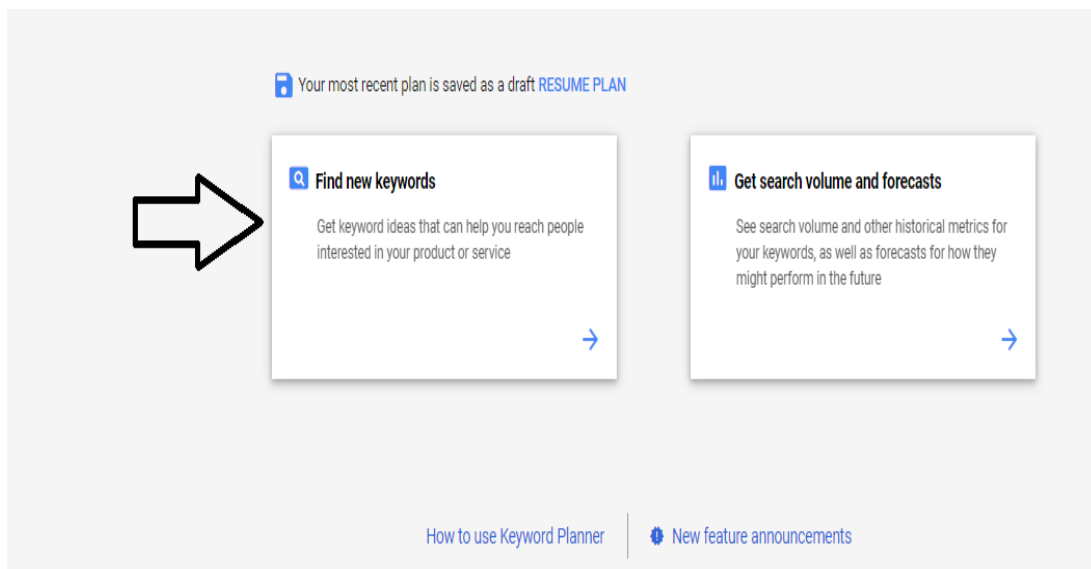 Your most recent plan is saved as a draft RESUME PLAN
Find new keywords
Get keyword ideas that can help you reach people
interested in your product or service
Get search volume and forecasts
See search volume and other historical metrics for
your keywords, as well as forecasts for how they
might perform in the future
How to use Keyword Planner
New feature announcements